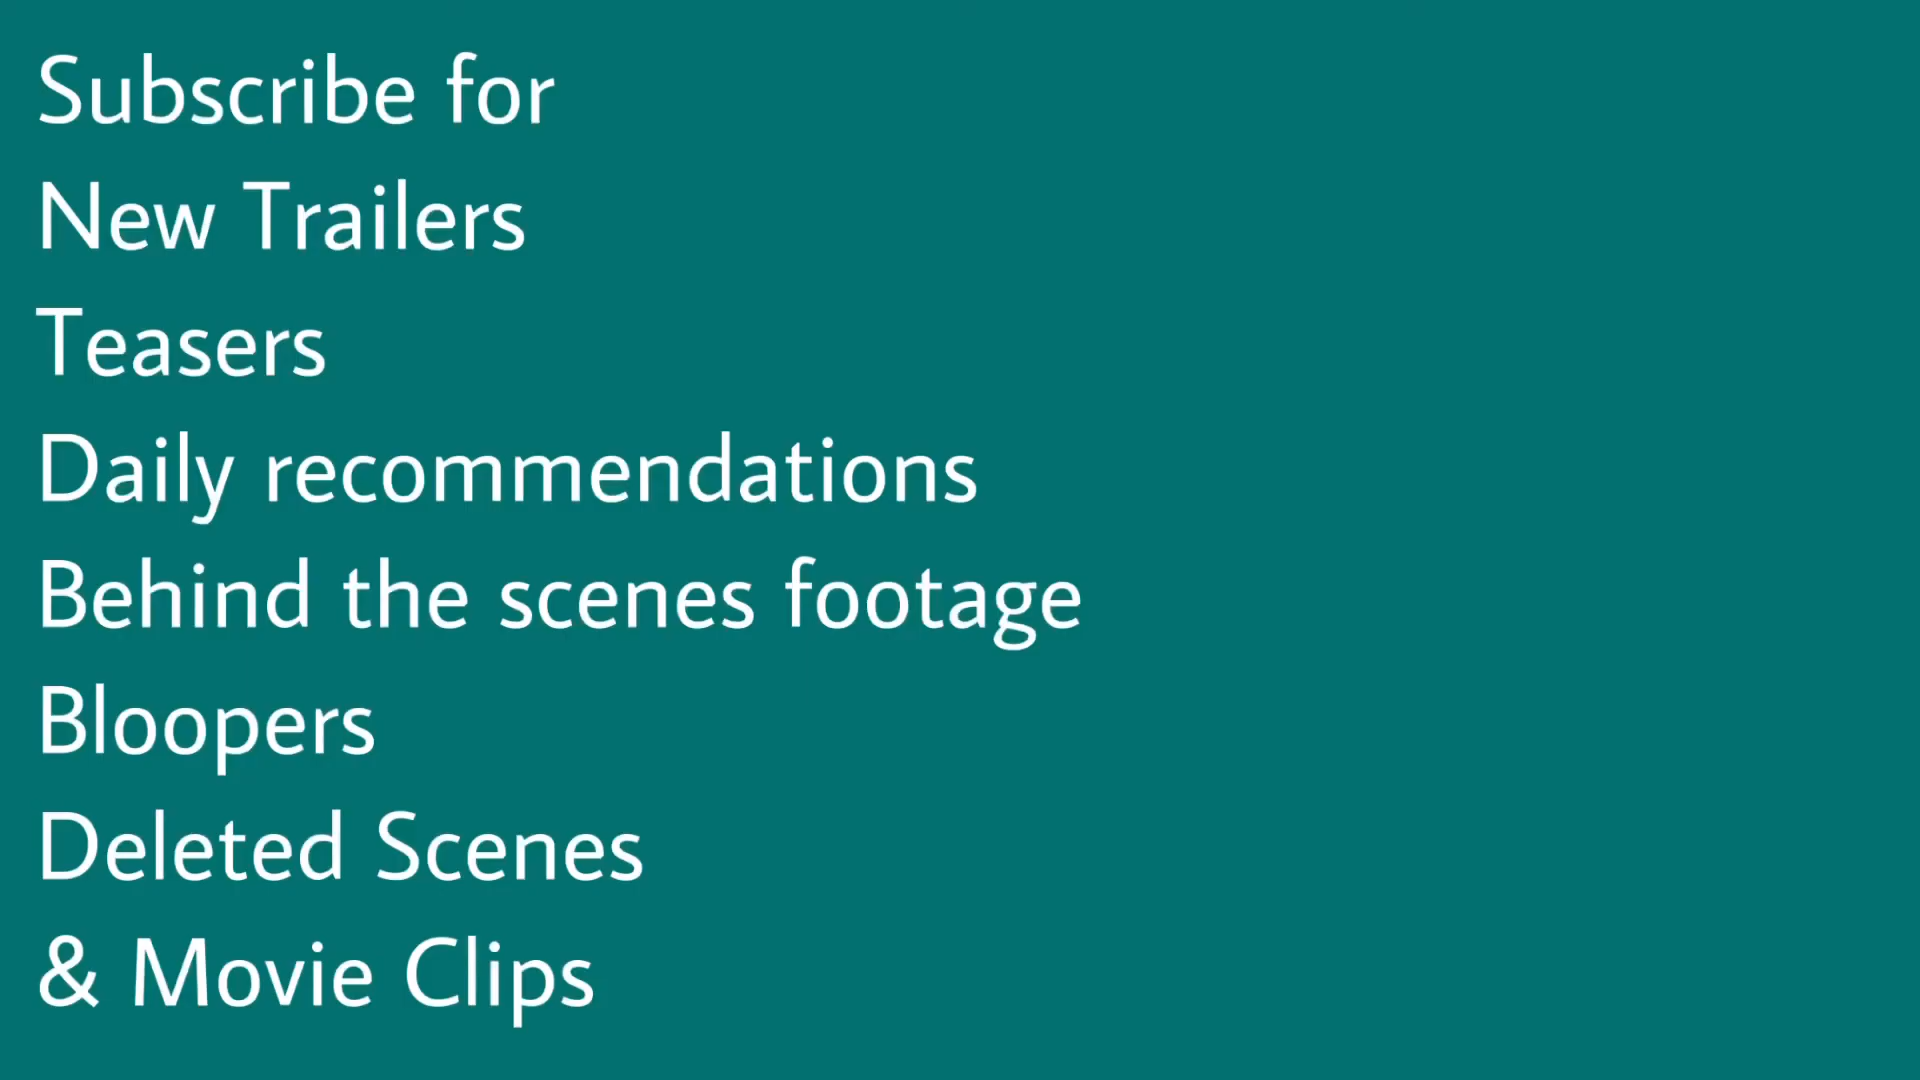 Subscribe for
New Trailers
Teasers
Daily recommendations
Behind the scenes footage
Bloopers
Deleted Scenes
& Movie Clips